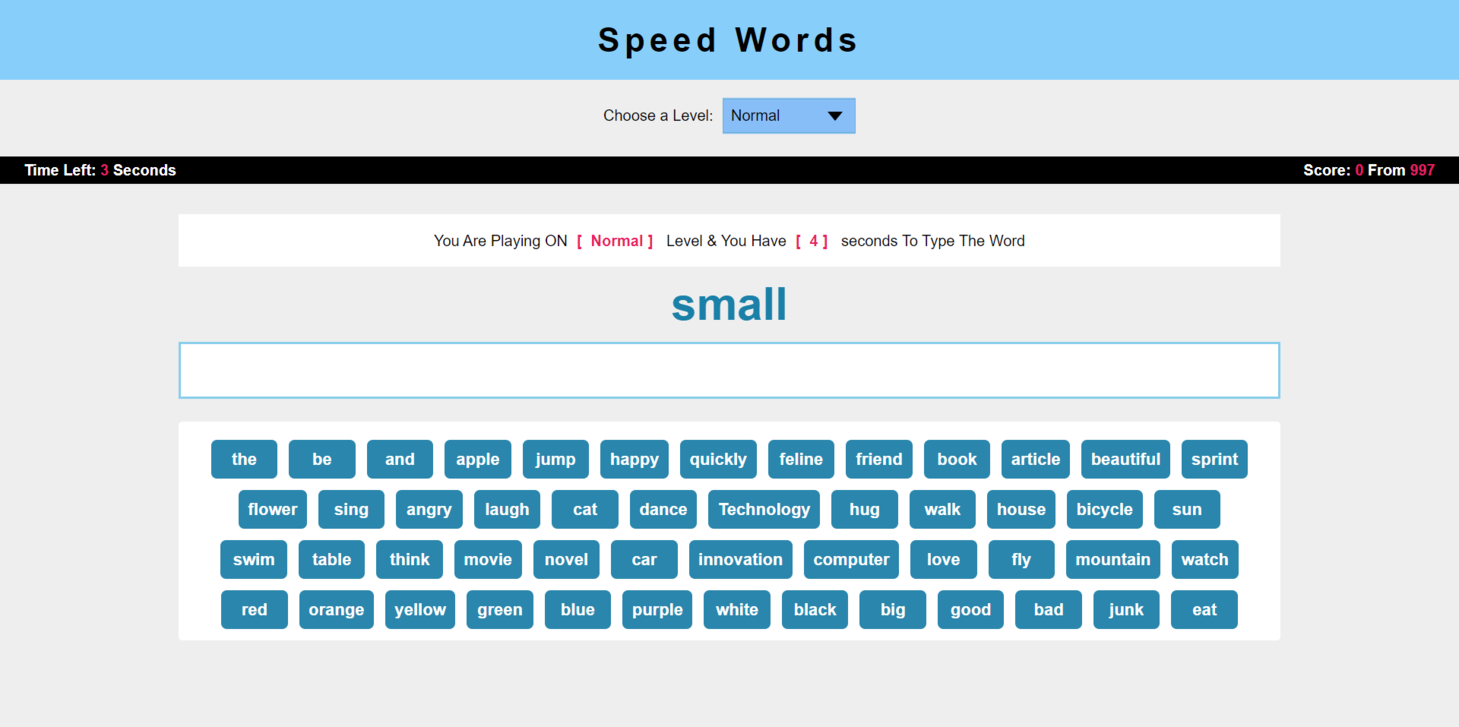 Speed Words
Choose a Level: Normal
Time Left: 3 Seconds Score: 0 From 997
You Are Playing ON [ Normal ] Level & You Have [ 4 ] seconds To Type The Word
small
the be and apple jump happy quickly feline friend book article beautiful sprint
flower sing angry laugh cat dance Technology hug walk house bicycle sun
swim table think movie novel car innovation computer love fly mountain watch
red orange yellow green blue purple white black big good bad junk eat